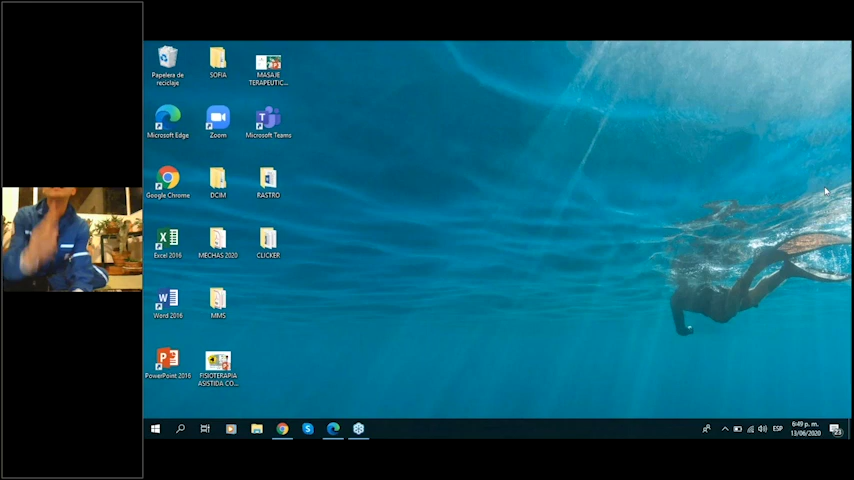 Papelera de
reciclaje
SOFIA
MASAJE
TERAPEUTIC...
Microsoft Edge
Zoom
Microsoft Teams
Google Chrome
DCIM
RASTRO
Excel 2016
MECHAS 2020
CLICKER
Word 2016
MMS
PowerPoint 2016
FISIOTERAPIA
ASISTIDA CO...
ESP
6:49 p. m.
13/06/2020
23